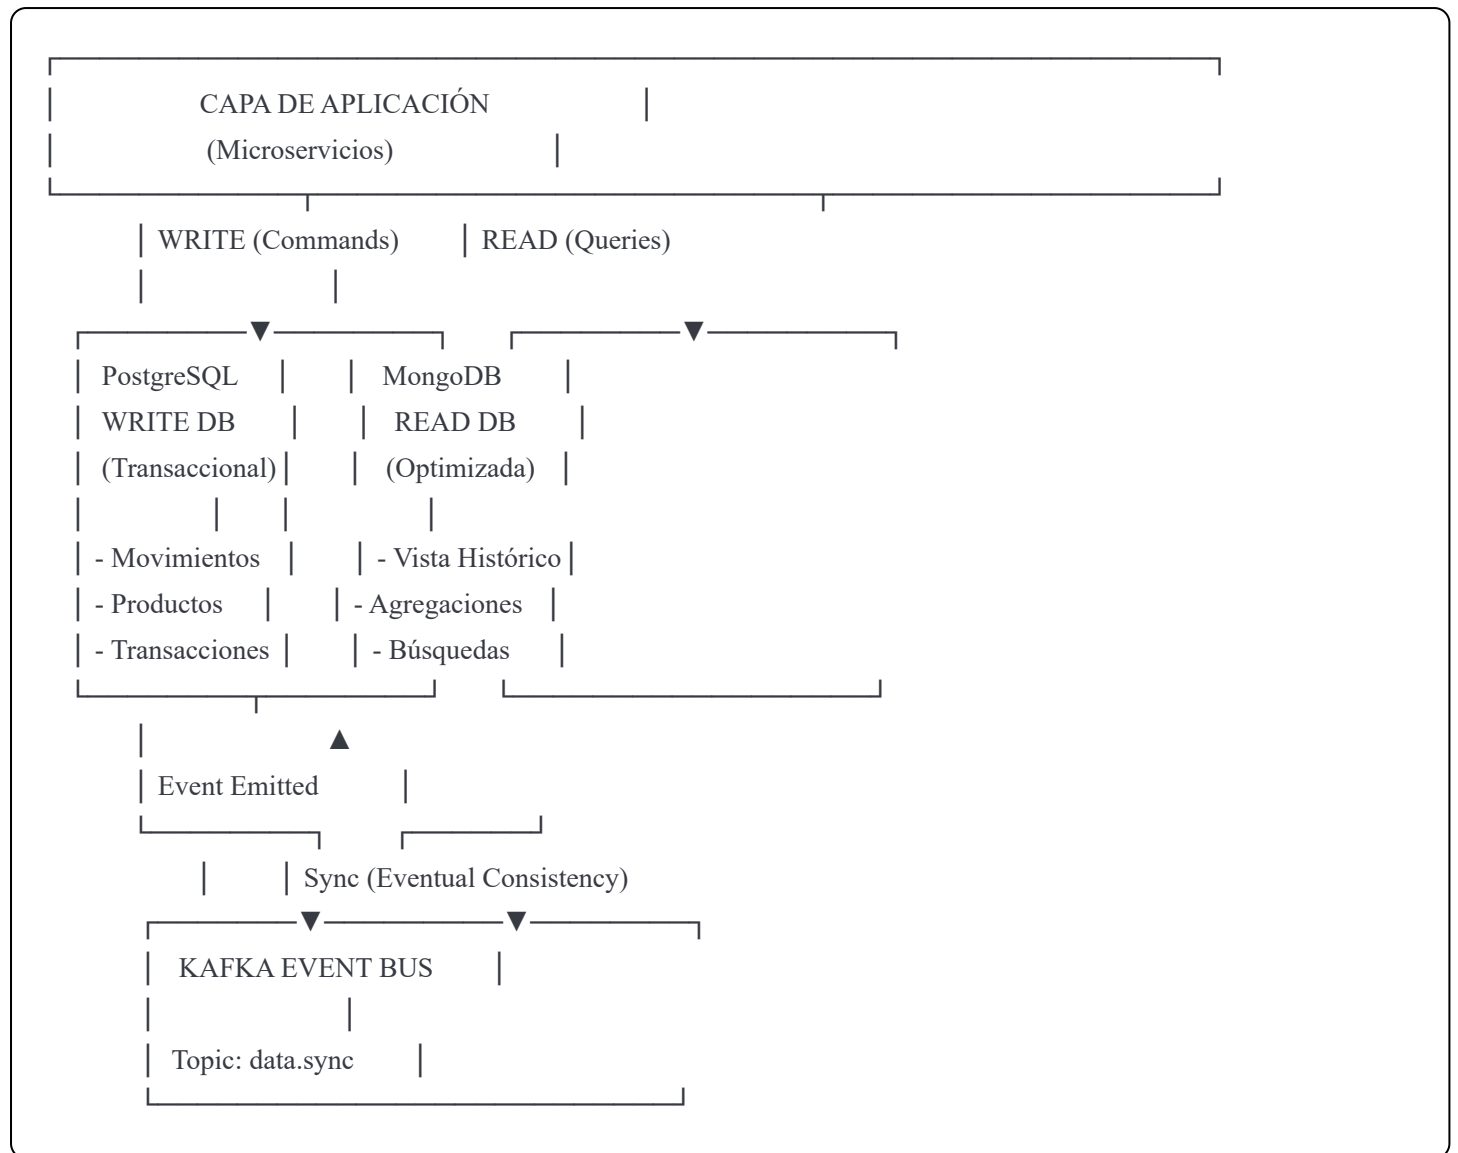 CAPA DE APLICACIÓN
(Microservicios)
WRITE (Commands) READ (Queries)
PostgreSQL MongoDB
WRITE DB READ DB
(Transaccional) (Optimizada)
- Movimientos - Vista Histórico
- Productos - Agregaciones
- Transacciones - Búsquedas
Event Emitted
Sync (Eventual Consistency)
KAFKA EVENT BUS
Topic: data.sync